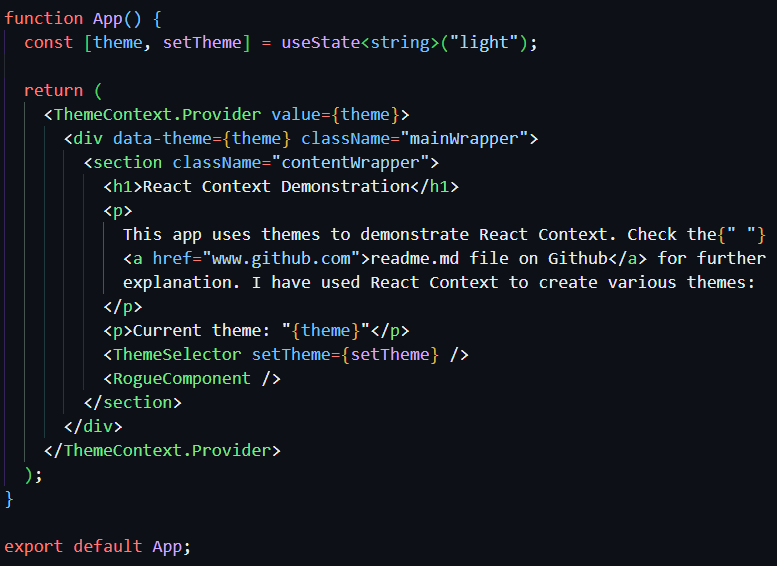 function App() {
  const [theme, setTheme] = useState<string>("light");

  return (
    <ThemeContext.Provider value={theme}>
      <div data-theme={theme} className="mainWrapper">
        <section className="contentWrapper">
          <h1>React Context Demonstration</h1>
          <p>
            This app uses themes to demonstrate React Context. Check the{" "}
            <a href="www.github.com">readme.md file on Github</a> for further
            explanation. I have used React Context to create various themes:
          </p>
          <p>Current theme: "{theme}"</p>
          <ThemeSelector setTheme={setTheme} />
          <RogueComponent />
        </section>
      </div>
    </ThemeContext.Provider>
  );
}

export default App;